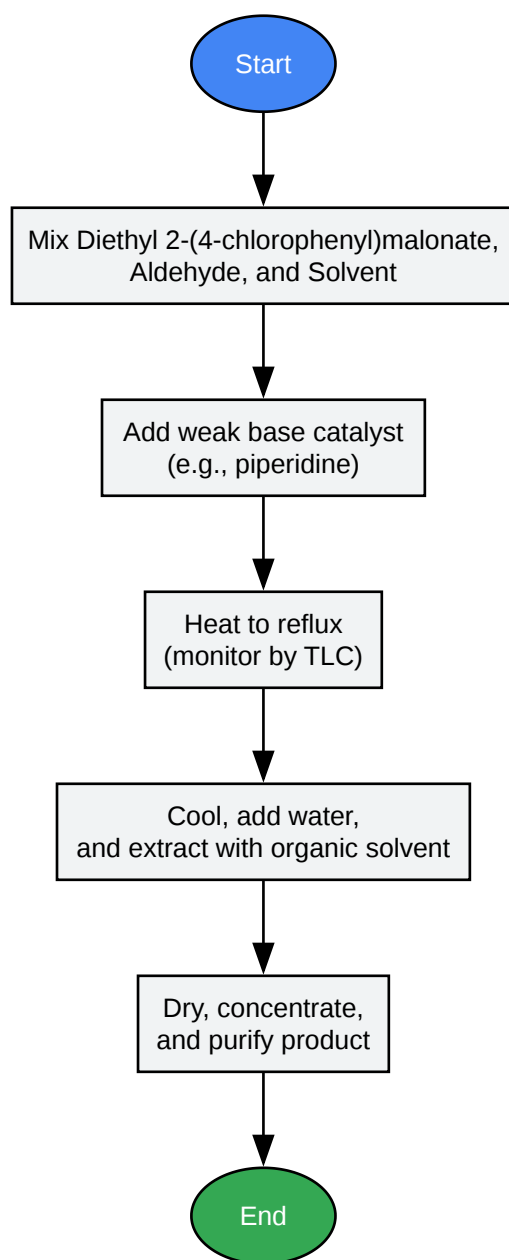 Start
Mix Diethyl 2-(4-chlorophenyl)malonate,
Aldehyde, and Solvent
Add weak base catalyst
(e.g., piperidine)
Heat to reflux
(monitor by TLC)
Cool, add water,
and extract with organic solvent
Dry, concentrate,
and purify product
End